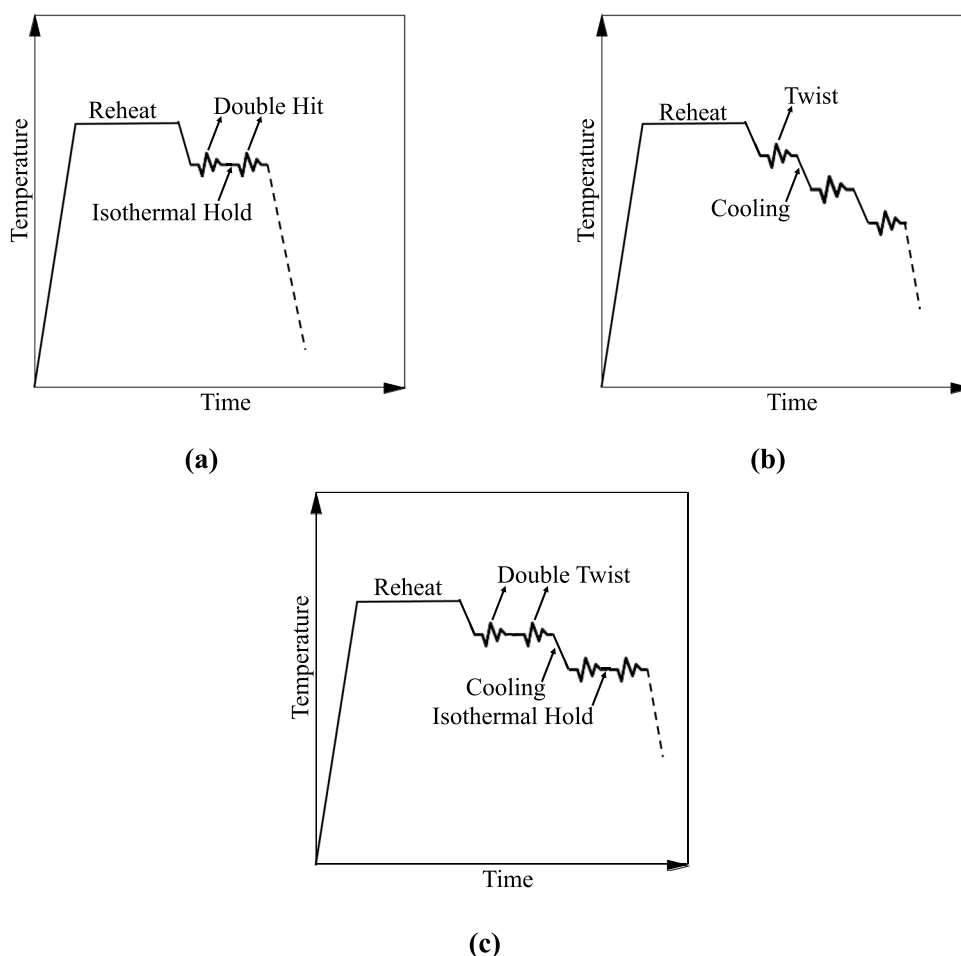 Reheat
Double Hit
Isothermal Hold
Temperature
Time
(a)
Reheat
Twist
Cooling
Temperature
Time
(b)
Reheat
Double Twist
Cooling
Isothermal Hold
Temperature
Time
(c)